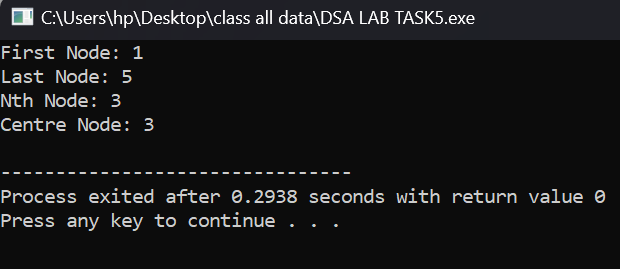 C:\Users\hp\Desktop\class all data\DSA LAB TASK5.exe
First Node: 1
Last Node: 5
Nth Node: 3
Centre Node: 3
--------------------------------
Process exited after 0.2938 seconds with return value 0
Press any key to continue . . .